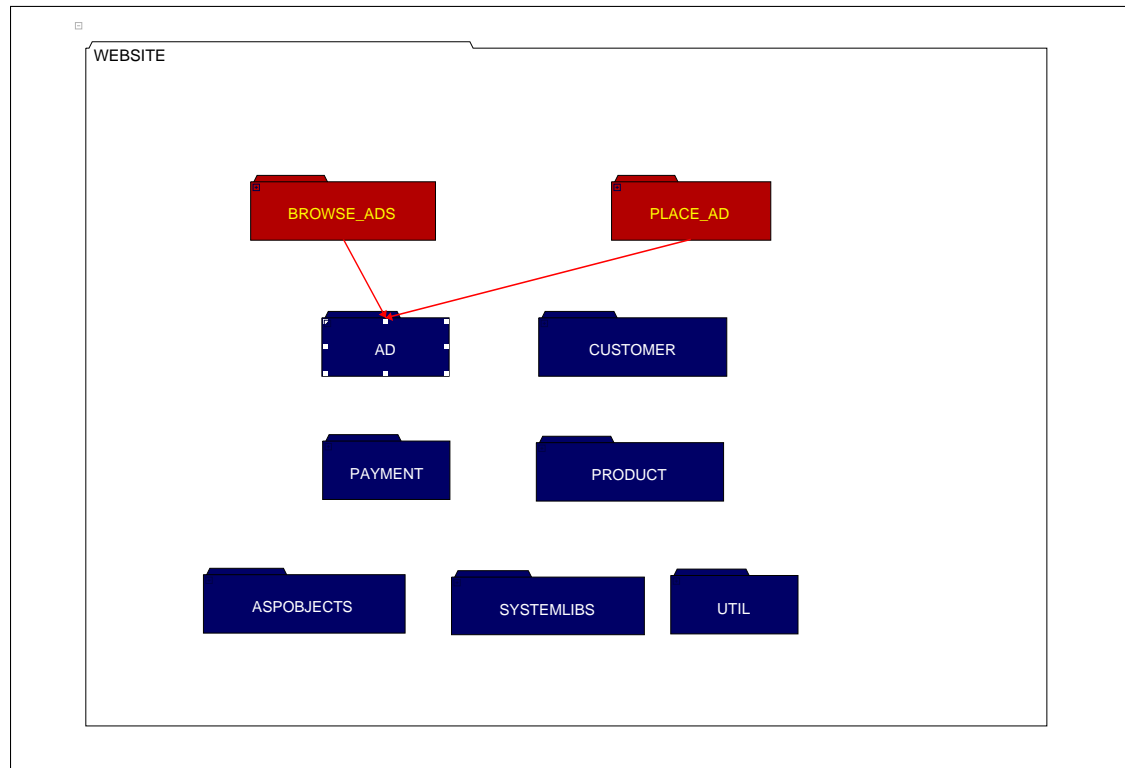 WEBSITE
BROWSE_ADS
PLACE_AD
AD
CUSTOMER
PAYMENT
PRODUCT
ASPOBJECTS
SYSTEMLIBS
UTIL